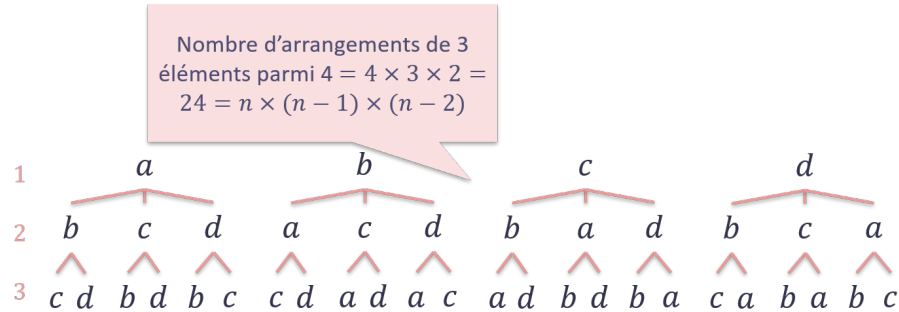 Nombre d'arrangements de 3
éléments parmi 4 = 4 × 3 × 2 =
24 = n × (n − 1) × (n − 2)
1 a b c d
2 b c d a c d b a d b c a
3 c d b d b c c d a d a c a d b d b a c a b a b c